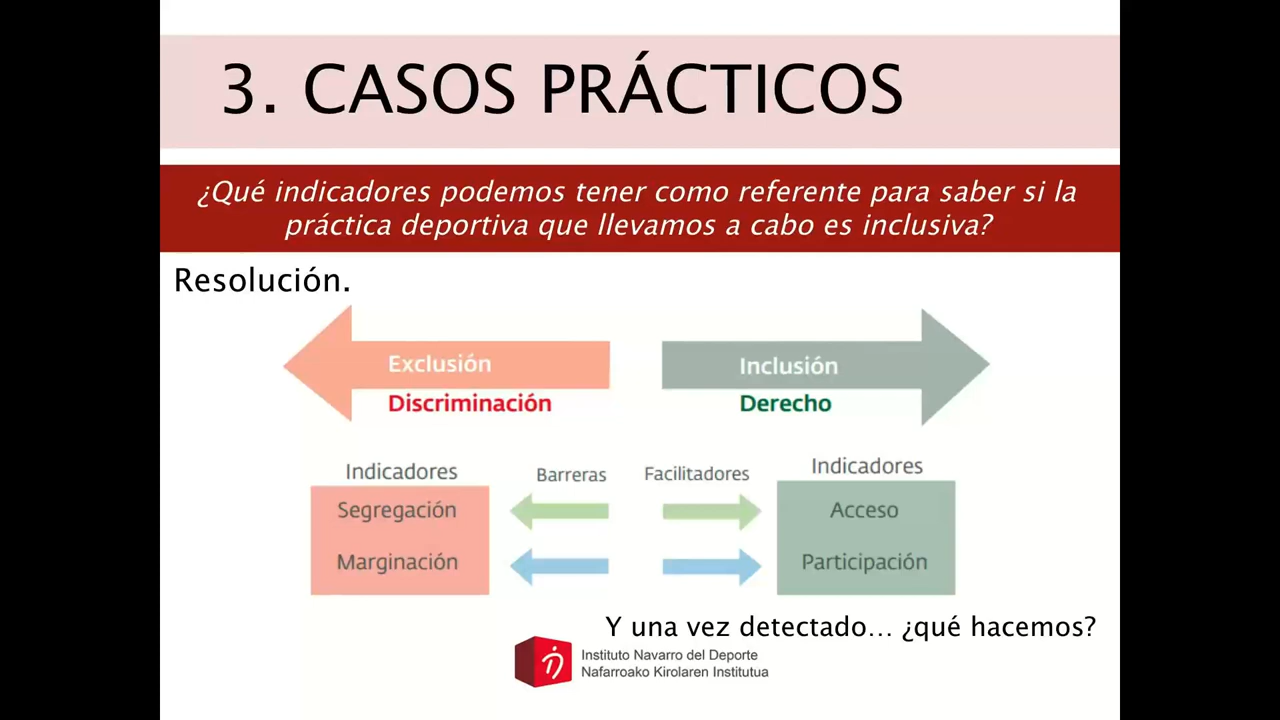 3. CASOS PRÁCTICOS
¿Qué indicadores podemos tener como referente para saber si la
práctica deportiva que llevamos a cabo es inclusiva?
Resolución.
Exclusión
Discriminación
Inclusión
Derecho
Indicadores
Segregación
Marginación
Barreras
Facilitadores
Indicadores
Acceso
Participación
Y una vez detectado... ¿qué hacemos?
Instituto Navarro del Deporte
Nafarroako Kirolaren Institutua